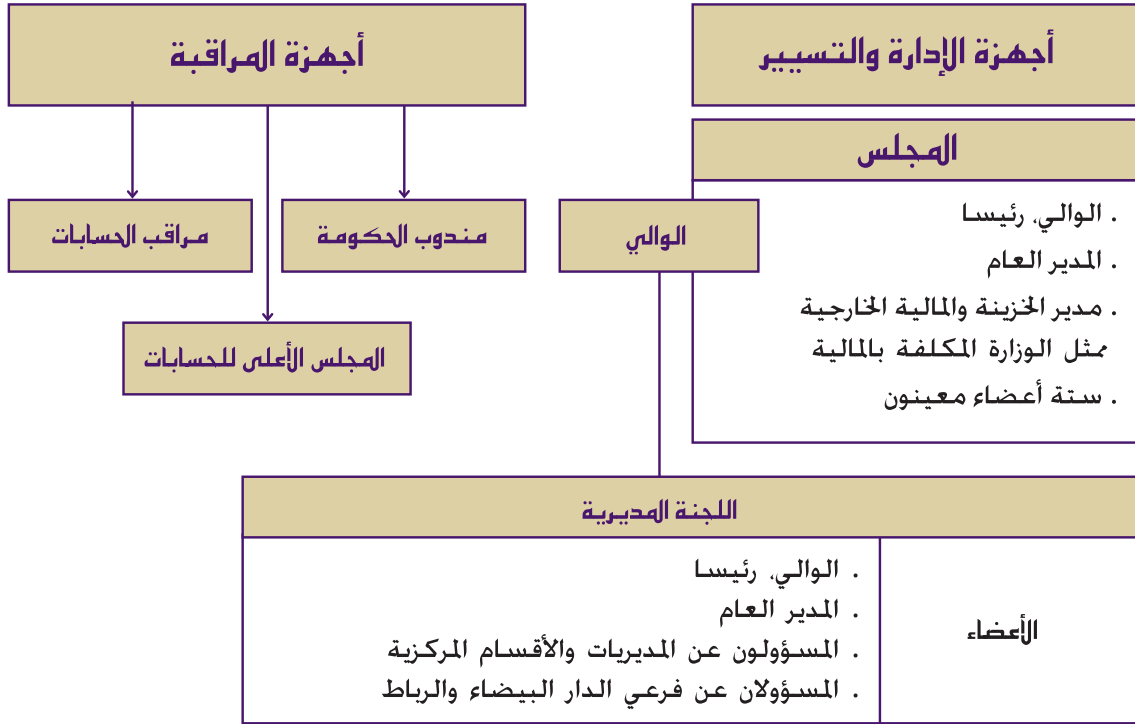 أجهزة الإدارة والتسيير
أجهزة المراقبة
المجلس
. الوالي، رئيسا
. المدير العام
. مدير الخزينة والمالية الخارجية
ممثل الوزارة المكلفة بالمالية
. ستة أعضاء معينون
الوالي
مندوب الحكومة
مراقب الحسابات
المجلس الأعلى للحسابات
اللجنة المديرية
الأعضاء
. الوالي، رئيسا
. المدير العام
. المسؤولون عن المديريات والأقسام المركزية
. المسؤولان عن فرعي الدار البيضاء والرباط